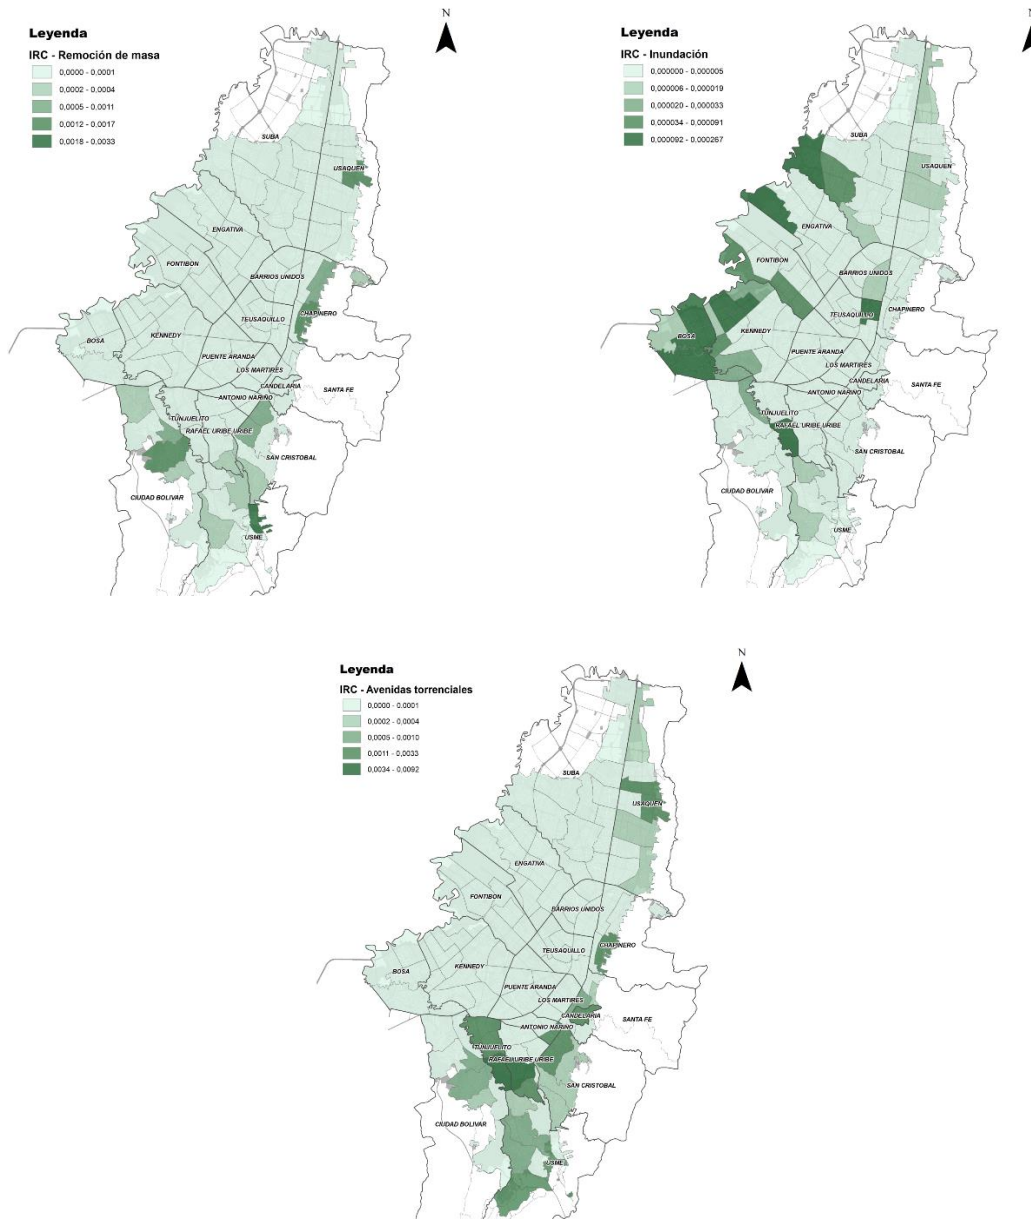 N
Leyenda
IRC - Remoción de masa
0,0000 - 0,0001
0,0002 - 0,0004
0,0005 - 0,0011
0,0012 - 0,0017
0,0018 - 0,0033
SUBA
USAQUEN
ENGATIVA
FONTIBON
BARRIOS UNIDOS
CHAPINERO
TEUSAQUILLO
KENNEDY
BOSA
PUENTE ARANDA
LOS MARTIRES
CANDELARIA
SANTA FE
ANTONIO NARIÑO
TUNJUELITO
RAFAEL URIBE URIBE
SAN CRISTOBAL
CIUDAD BOLIVAR
USME
N
Leyenda
IRC - Inundación
0,000000 - 0,000005
0,000006 - 0,000019
0,000020 - 0,000033
0,000034 - 0,000091
0,000092 - 0,000267
SUBA
USAQUEN
ENGATIVA
FONTIBON
BARRIOS UNIDOS
CHAPINERO
TEUSAQUILLO
KENNEDY
BOSA
PUENTE ARANDA
LOS MARTIRES
CANDELARIA
SANTA FE
ANTONIO NARIÑO
TUNJUELITO
RAFAEL URIBE URIBE
SAN CRISTOBAL
CIUDAD BOLIVAR
USME
N
Leyenda
IRC - Avenidas torrenciales
0,0000 - 0,0001
0,0002 - 0,0004
0,0005 - 0,0010
0,0011 - 0,0033
0,0034 - 0,0092
SUBA
USAQUEN
ENGATIVA
FONTIBON
BARRIOS UNIDOS
CHAPINERO
TEUSAQUILLO
BOSA
KENNEDY
PUENTE ARANDA
LOS MARTIRES
CANDELARIA
SANTA FE
ANTONIO NARIÑO
TUNJUELITO
RAFAEL URIBE URIBE
SAN CRISTOBAL
CIUDAD BOLIVAR
USME